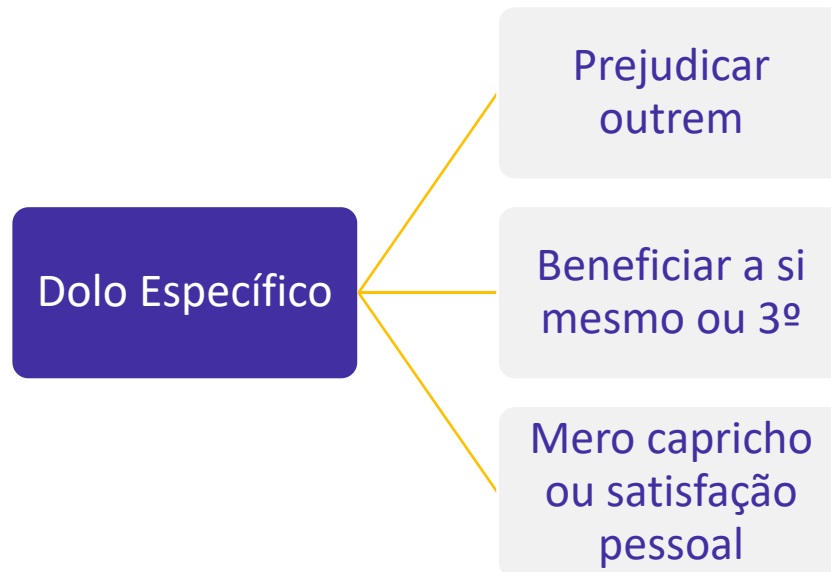 Dolo Específico
Prejudicar
outrem
Beneficiar a si
mesmo ou 3º
Mero capricho
ou satisfação
pessoal